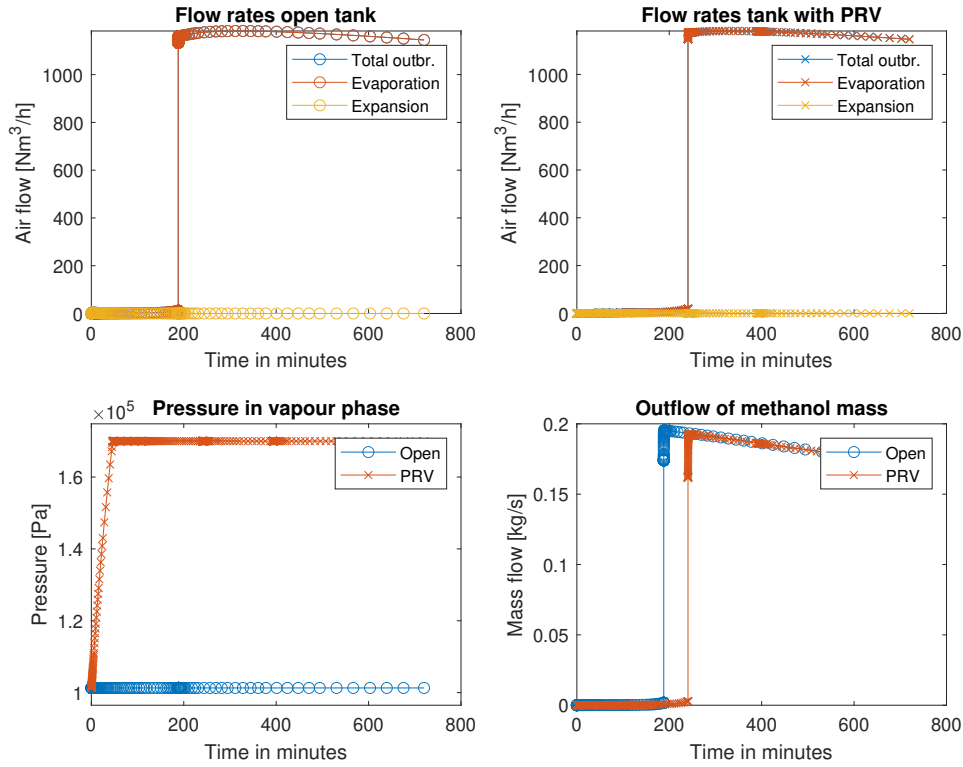 Flow rates open tank
Air flow [Nm³/h]
1000
800
600
400
200
0
Total outbr.
Evaporation
Expansion
0 200 400 600 800
Time in minutes
Flow rates tank with PRV
Air flow [Nm³/h]
1000
800
600
400
200
0
Total outbr.
Evaporation
Expansion
0 200 400 600 800
Time in minutes
×10⁵
Pressure in vapour phase
Pressure [Pa]
1.6
1.4
1.2
1
Open
PRV
0 200 400 600 800
Time in minutes
Outflow of methanol mass
Mass flow [kg/s]
0.2
0.15
0.1
0.05
0
Open
PRV
0 200 400 600 800
Time in minutes